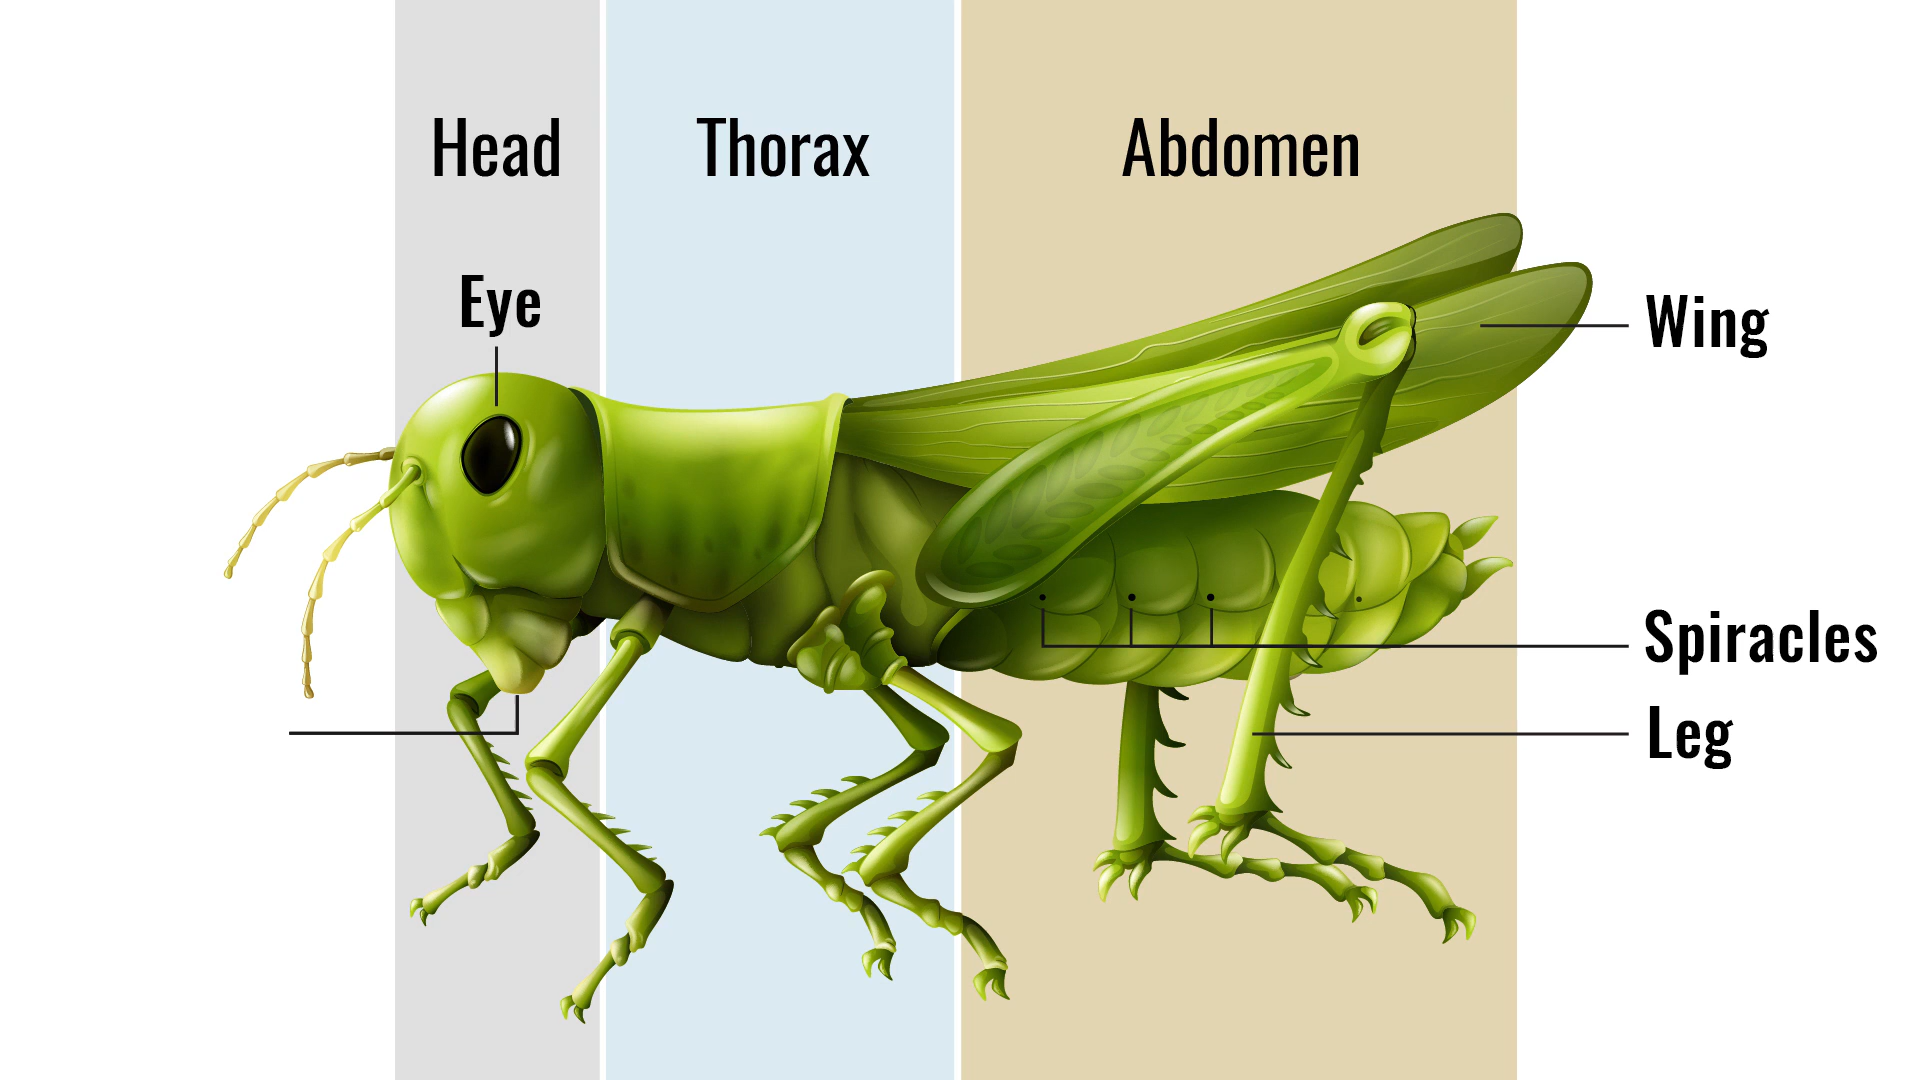 Head
Thorax
Abdomen
Eye
Wing
Spiracles
Leg